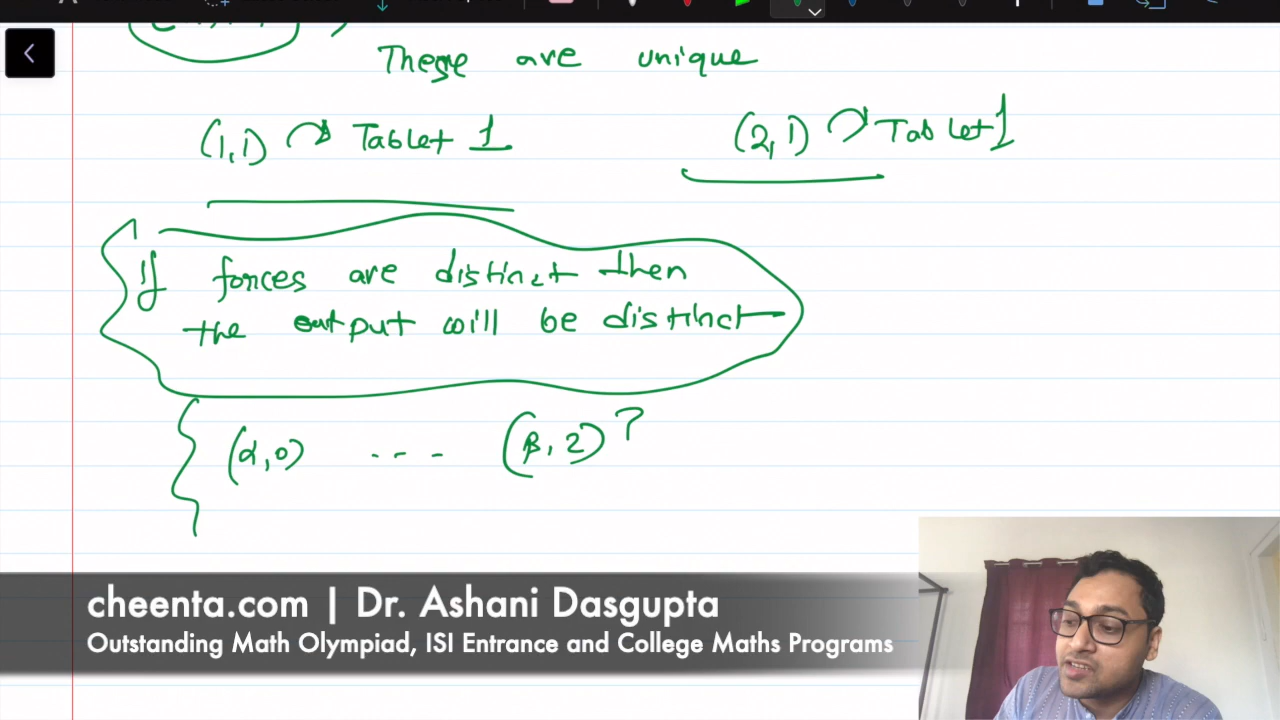 These are unique
(1,1) Tablet 1 (2,1) Tablet 1
If forces are distinct then
the output will be distinct
(α,0) --- (β,2)?
cheenta.com | Dr. Ashani Dasgupta
Outstanding Math Olympiad, ISI Entrance and College Maths Programs